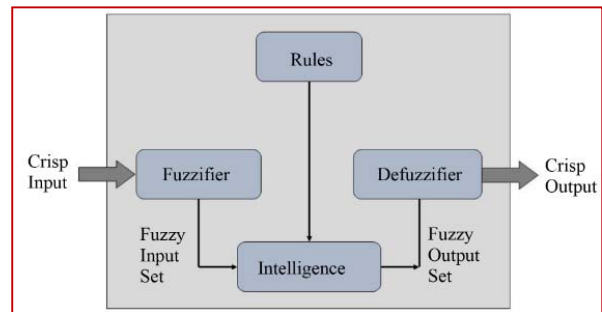 Rules
Crisp
Input
Fuzzifier
Defuzzifier
Crisp
Output
Fuzzy
Input
Set
Intelligence
Fuzzy
Output
Set